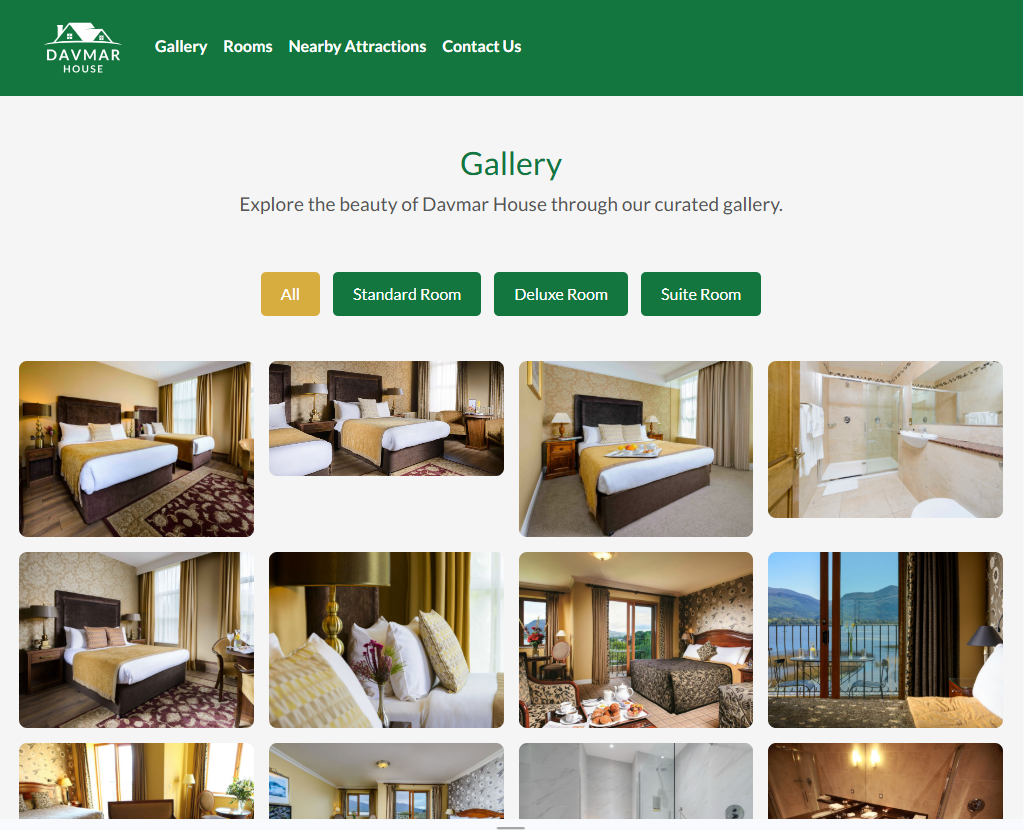 DAVMAR
HOUSE
Gallery Rooms Nearby Attractions Contact Us
Gallery
Explore the beauty of Davmar House through our curated gallery.
All Standard Room Deluxe Room Suite Room